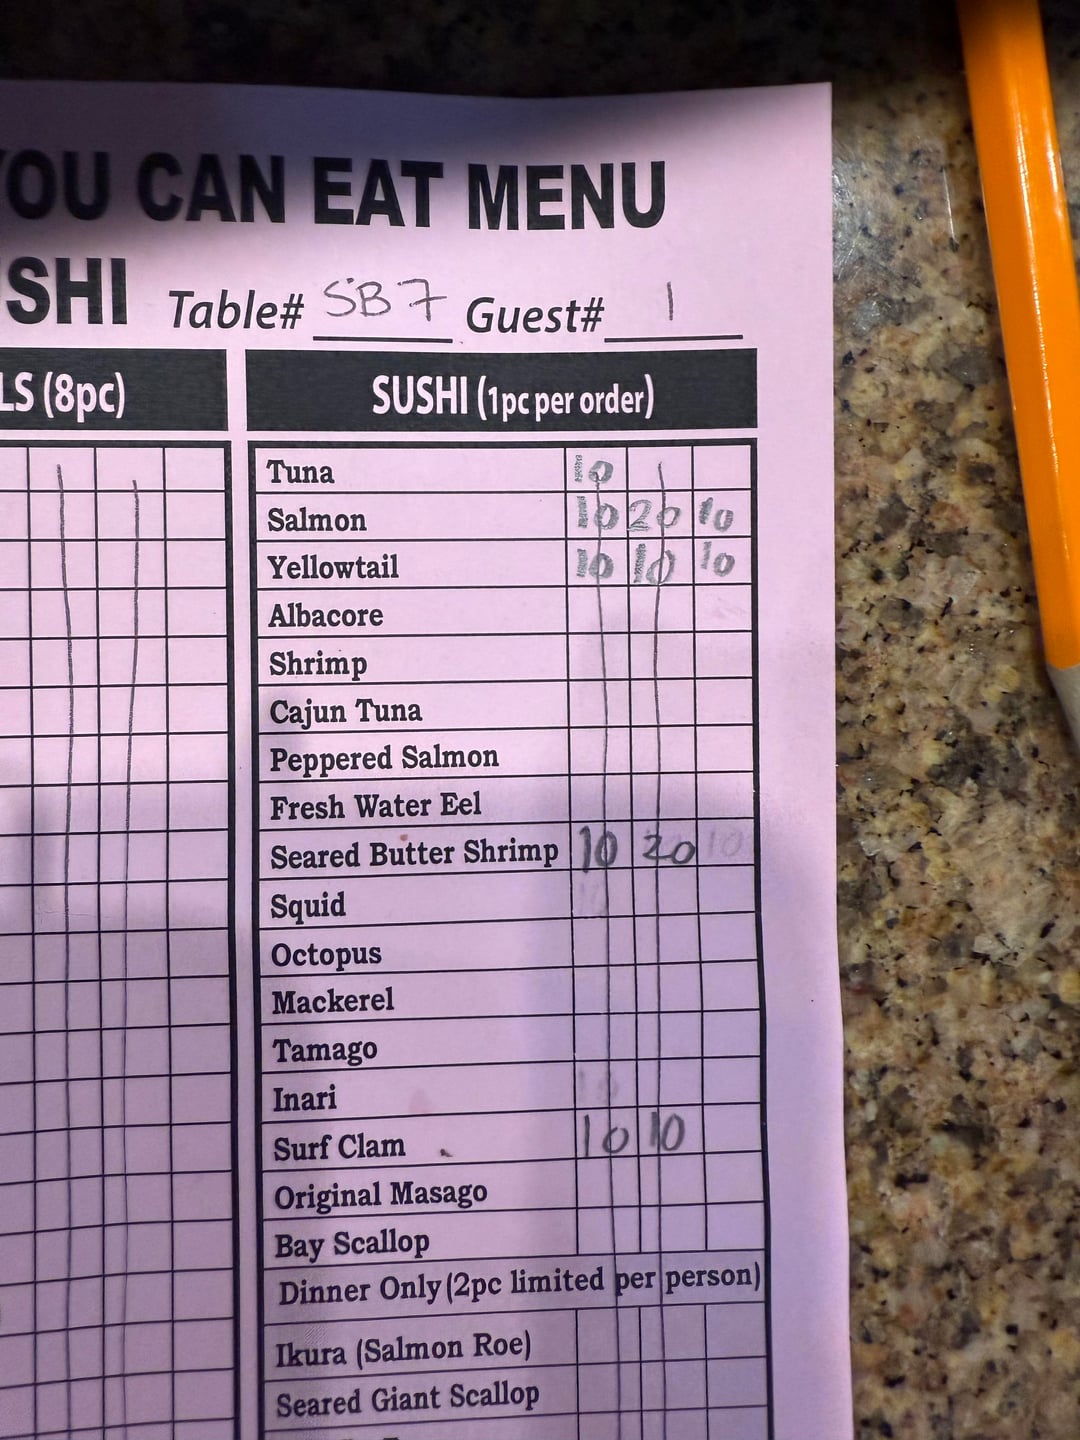 YOU CAN EAT MENU
SHI Table# SB7 Guest# 1
LS (8pc)
SUSHI (1pc per order)
Tuna 10
Salmon 10 20 10
Yellowtail 10 10 10
Albacore
Shrimp
Cajun Tuna
Peppered Salmon
Fresh Water Eel
Seared Butter Shrimp 10 20 10
Squid
Octopus
Mackerel
Tamago
Inari
Surf Clam 10 10
Original Masago
Bay Scallop
Dinner Only (2pc limited per person)
Ikura (Salmon Roe)
Seared Giant Scallop